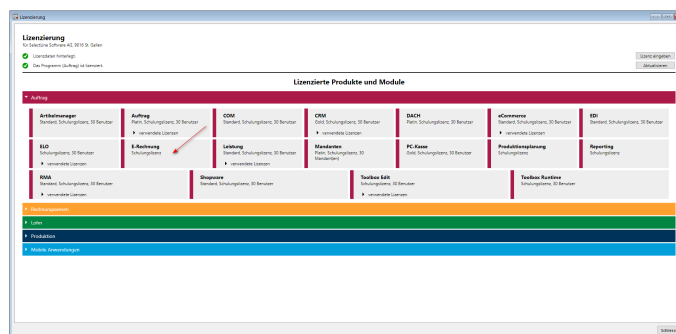 Lizenzierung
Lizenzierung
für SelectLine Software AG, 9016 St. Gallen
Lizenzdaten hinterlegt.
Lizenz eingeben
Das Programm (Auftrag) ist lizenziert.
Aktualisieren
Lizenzierte Produkte und Module
Auftrag
Artikelmanager
Standard, Schulungslizenz, 30 Benutzer
Auftrag
Platin, Schulungslizenz, 30 Benutzer
verwendete Lizenzen
COM
Standard, Schulungslizenz, 30 Benutzer
CRM
Gold, Schulungslizenz, 30 Benutzer
verwendete Lizenzen
DACH
Platin, Schulungslizenz, 30 Benutzer
eCommerce
Standard, Schulungslizenz, 30 Benutzer
verwendete Lizenzen
EDI
Standard, Schulungslizenz, 30 Benutzer
ELO
Schulungslizenz, 30 Benutzer
verwendete Lizenzen
E-Rechnung
Schulungslizenz
Leistung
Standard, Schulungslizenz, 30 Benutzer
verwendete Lizenzen
Mandanten
Platin, Schulungslizenz, 30
Mandant(en)
PC-Kasse
Gold, Schulungslizenz, 30 Benutzer
Produktionsplanung
Schulungslizenz
Reporting
Schulungslizenz
RMA
Standard, Schulungslizenz, 30 Benutzer
verwendete Lizenzen
Shopware
Standard, Schulungslizenz, 30 Benutzer
Toolbox Edit
Schulungslizenz, 30 Benutzer
verwendete Lizenzen
Toolbox Runtime
Schulungslizenz, 30 Benutzer
Rechnungswesen
Lohn
Produktion
Mobile Anwendungen